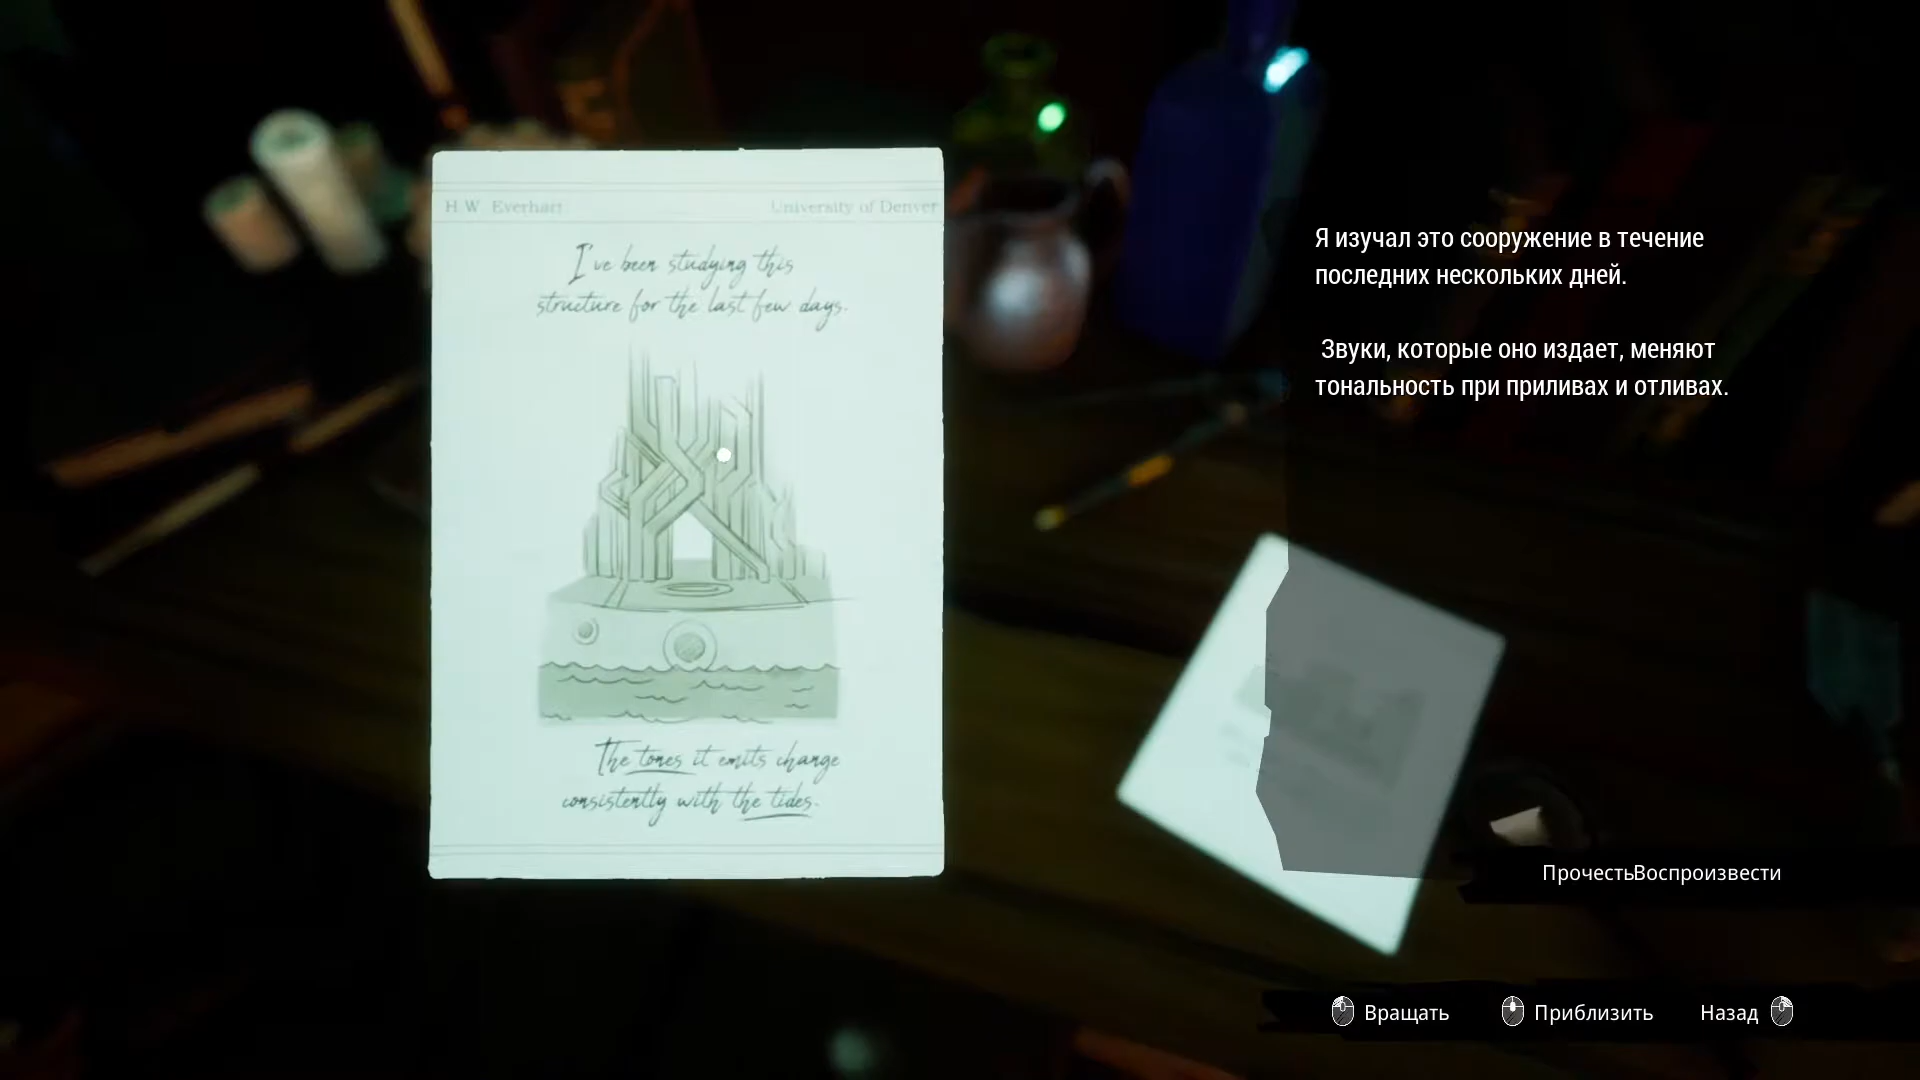 H W Everhart
University of Denver
I've been studying this
structure for the last few days.
The tones it emits change
consistently with the tides.
Я изучал это сооружение в течение
последних нескольких дней.
Звуки, которые оно издает, меняют
тональность при приливах и отливах.
ПрочестьВоспроизвести
Вращать
Приблизить
Назад